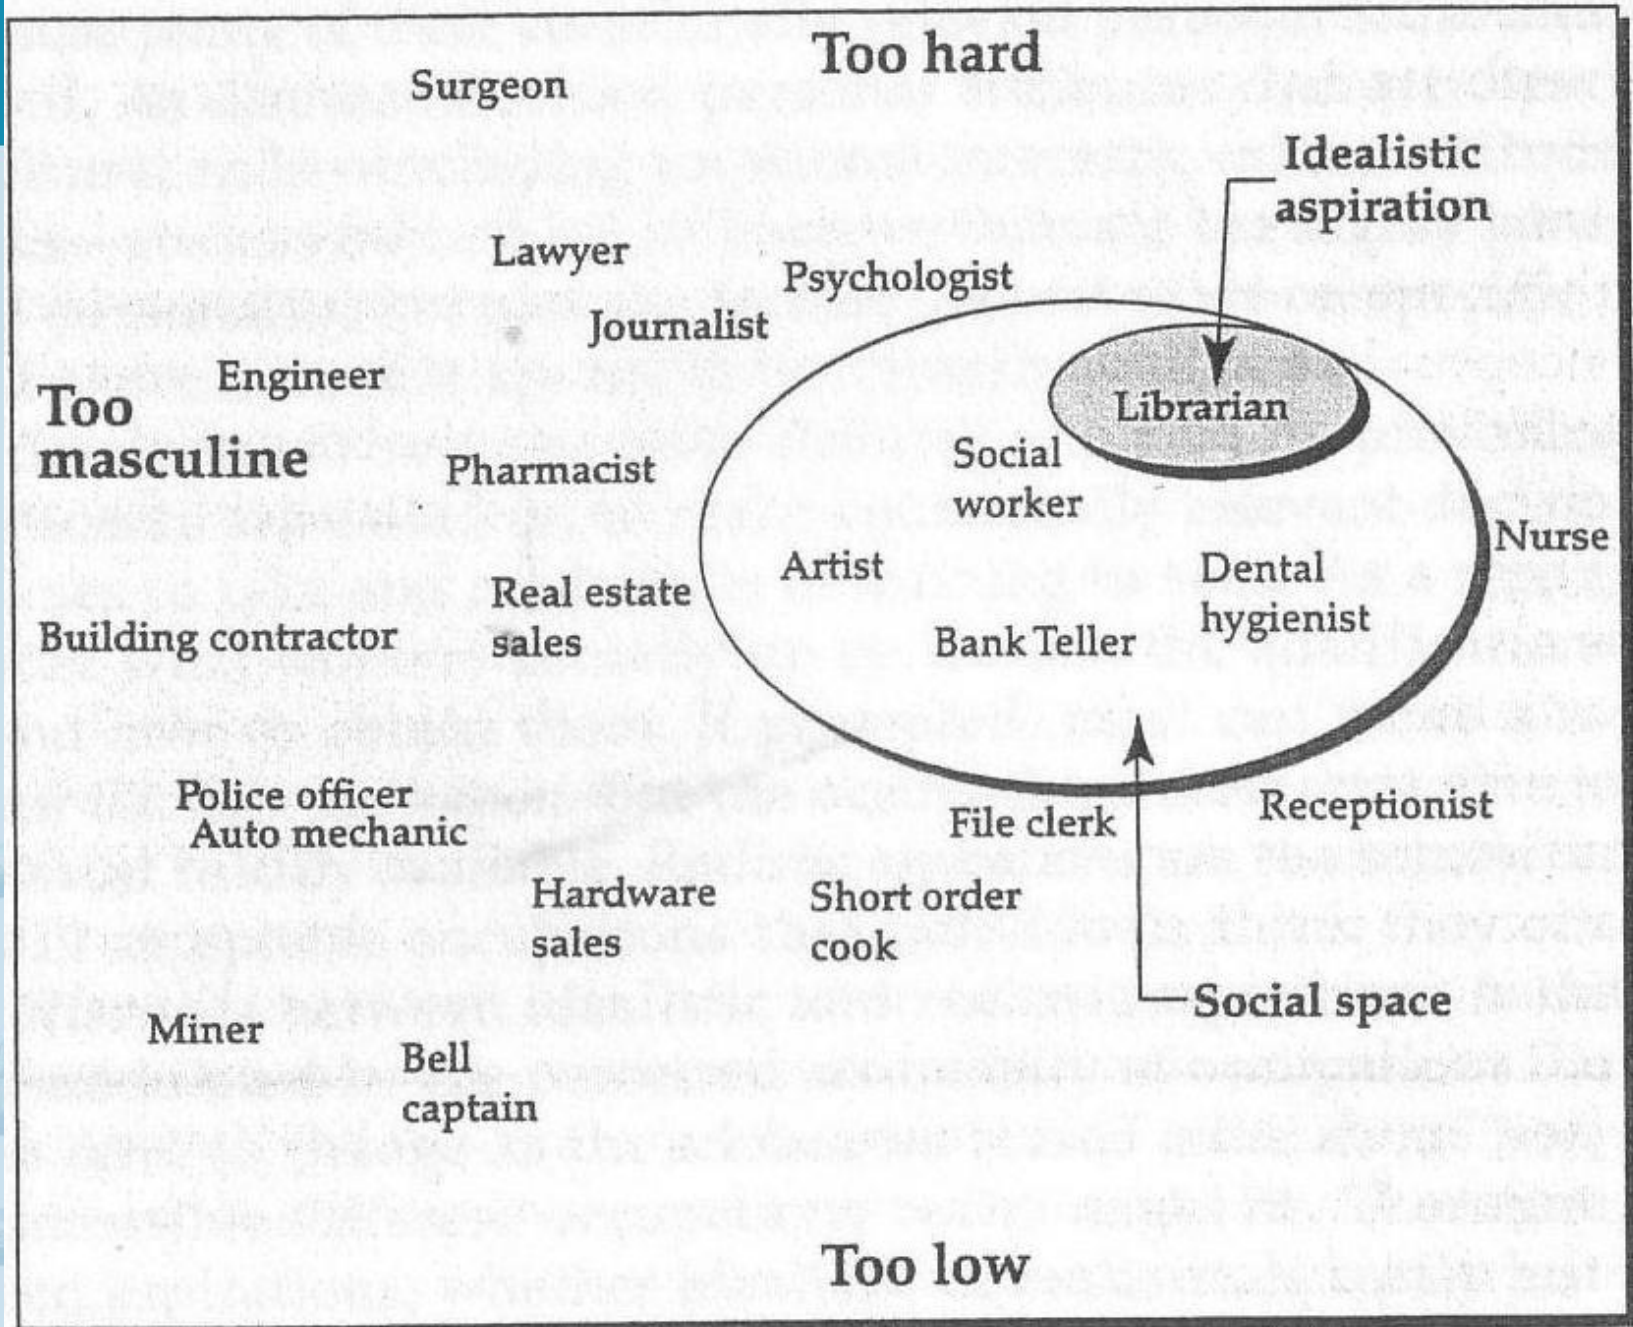 Too hard
Surgeon
Idealistic
aspiration
Lawyer
Psychologist
Journalist
Engineer
Too
masculine
Librarian
Pharmacist
Social
worker
Nurse
Artist
Dental
hygienist
Real estate
sales
Building contractor
Bank Teller
Police officer
Auto mechanic
File clerk
Receptionist
Hardware
sales
Short order
cook
Social space
Miner
Bell
captain
Too low